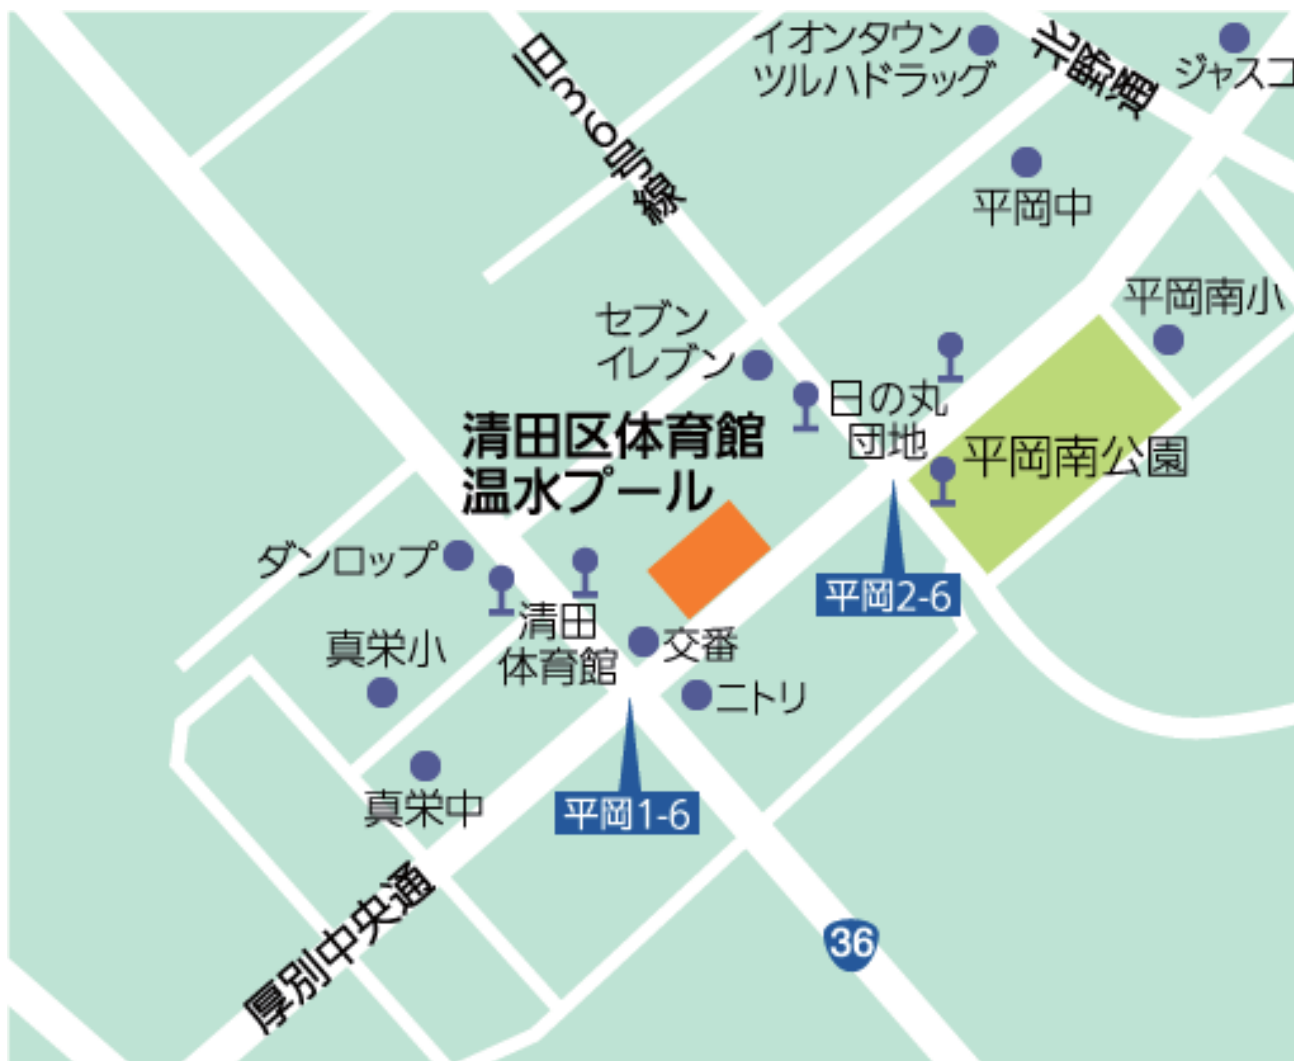 イオンタウン
ツルハドラッグ
北野通
ジャスコ
旧36号線
平岡中
平岡南小
セブン
イレブン
日の丸
団地
平岡南公園
清田区体育館
温水プール
ダンロップ
平岡2-6
清田
体育館
交番
真栄小
ニトリ
真栄中
平岡1-6
厚別中央通
36